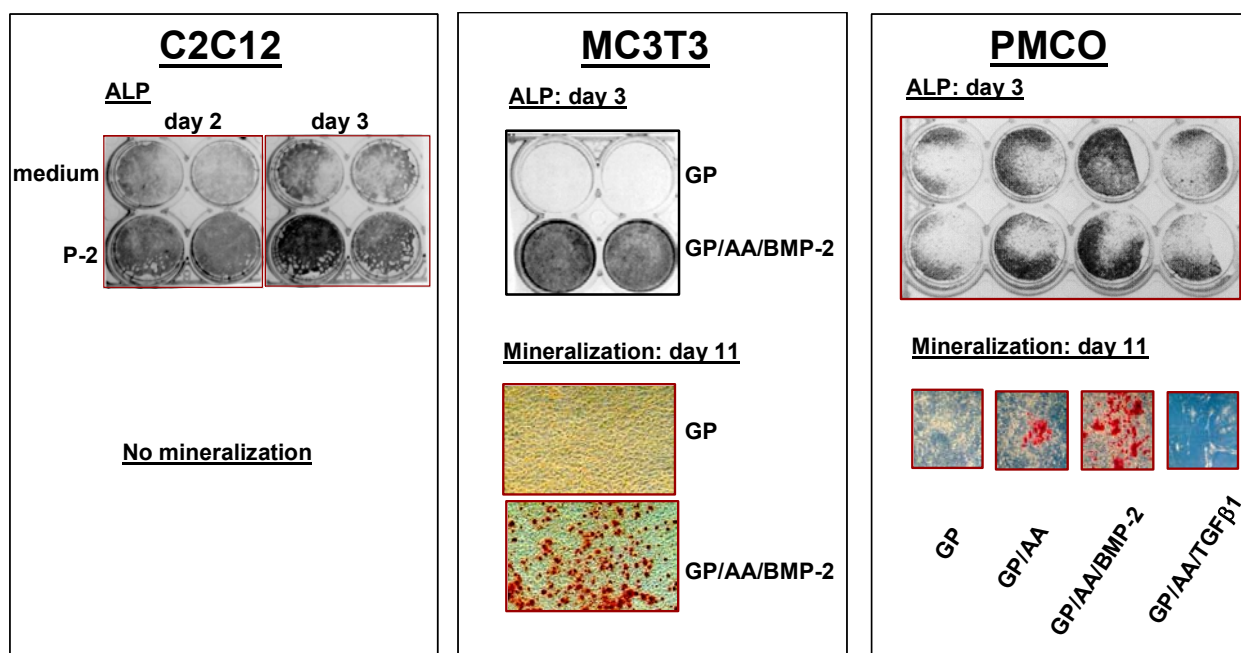 C2C12
ALP
day 2 day 3
medium
P-2
No mineralization
MC3T3
ALP: day 3
GP
GP/AA/BMP-2
Mineralization: day 11
GP
GP/AA/BMP-2
PMCO
ALP: day 3
Mineralization: day 11
GP
GP/AA
GP/AA/BMP-2
GP/AA/TGFβ1